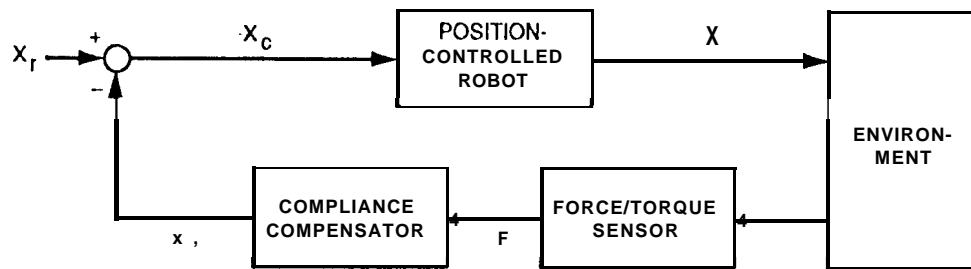 X_r
+
−
X_c
POSITION-
CONTROLLED
ROBOT
X
ENVIRON-
MENT
COMPLIANCE
COMPENSATOR
x ,
F
FORCE/TORQUE
SENSOR